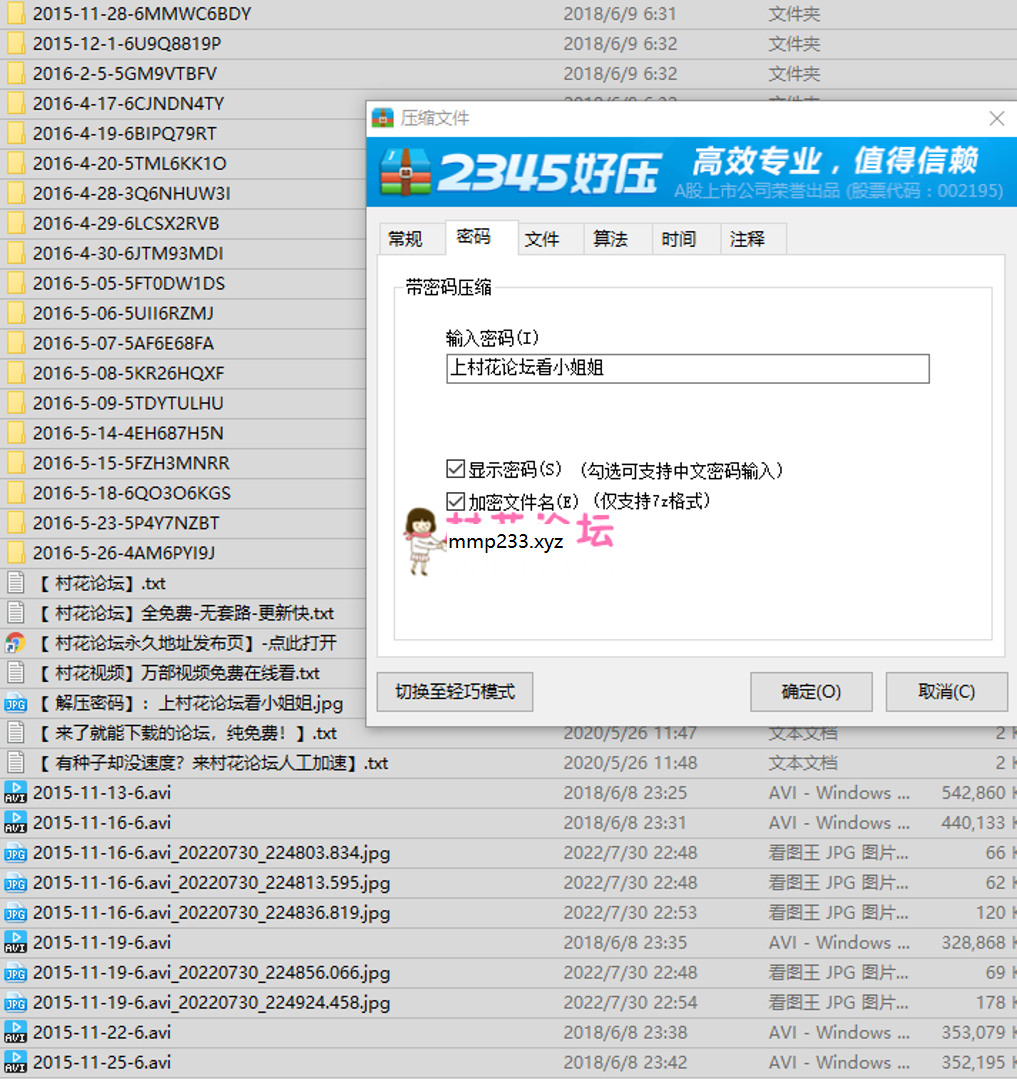 2015-11-28-6MMWC6BDY 2018/6/9 6:31 文件夹
2015-12-1-6U9Q8819P 2018/6/9 6:32 文件夹
2016-2-5-5GM9VTBFV 2018/6/9 6:32 文件夹
2016-4-17-6CJNDN4TY
压缩文件
2016-4-19-6BIPQ79RT
2345好压 高效专业，值得信赖
2016-4-20-5TML6KK1O
A股上市公司荣誉出品 (股票代码：002195)
2016-4-28-3Q6NHUW3I
2016-4-29-6LCSX2RVB
常规 密码 文件 算法 时间 注释
2016-4-30-6JTM93MDI
2016-5-05-5FT0DW1DS
带密码压缩
2016-5-06-5UII6RZMJ
2016-5-07-5AF6E68FA
输入密码(I)
2016-5-08-5KR26HQXF
上村花论坛看小姐姐
2016-5-09-5TDYTULHU
2016-5-14-4EH687H5N
2016-5-15-5FZH3MNRR
显示密码(S) （勾选可支持中文密码输入）
2016-5-18-6QO3O6KGS
加密文件名(E)（仅支持7z格式）
2016-5-23-5P4Y7NZBT
村花论坛
mmp233.xyz
2016-5-26-4AM6PYI9J
【 村花论坛】.txt
【 村花论坛】全免费-无套路-更新快.txt
【 村花论坛永久地址发布页】-点此打开
【 村花视频】万部视频免费在线看.txt
切换至轻巧模式 确定(O) 取消(C)
【 解压密码】：上村花论坛看小姐姐.jpg
【 来了就能下载的论坛，纯免费！】.txt 2020/5/26 11:47 文本文档 2
【 有种子却没速度？来村花论坛人工加速】.txt 2020/5/26 11:48 文本文档 2
2015-11-13-6.avi 2018/6/8 23:25 AVI - Windows ... 542,860
2015-11-16-6.avi 2018/6/8 23:31 AVI - Windows ... 440,133
2015-11-16-6.avi_20220730_224803.834.jpg 2022/7/30 22:48 看图王 JPG 图片... 66
2015-11-16-6.avi_20220730_224813.595.jpg 2022/7/30 22:48 看图王 JPG 图片... 62
2015-11-16-6.avi_20220730_224836.819.jpg 2022/7/30 22:53 看图王 JPG 图片... 120
2015-11-19-6.avi 2018/6/8 23:35 AVI - Windows ... 328,868
2015-11-19-6.avi_20220730_224856.066.jpg 2022/7/30 22:48 看图王 JPG 图片... 69
2015-11-19-6.avi_20220730_224924.458.jpg 2022/7/30 22:54 看图王 JPG 图片... 178
2015-11-22-6.avi 2018/6/8 23:38 AVI - Windows ... 353,079
2015-11-25-6.avi 2018/6/8 23:42 AVI - Windows ... 352,195